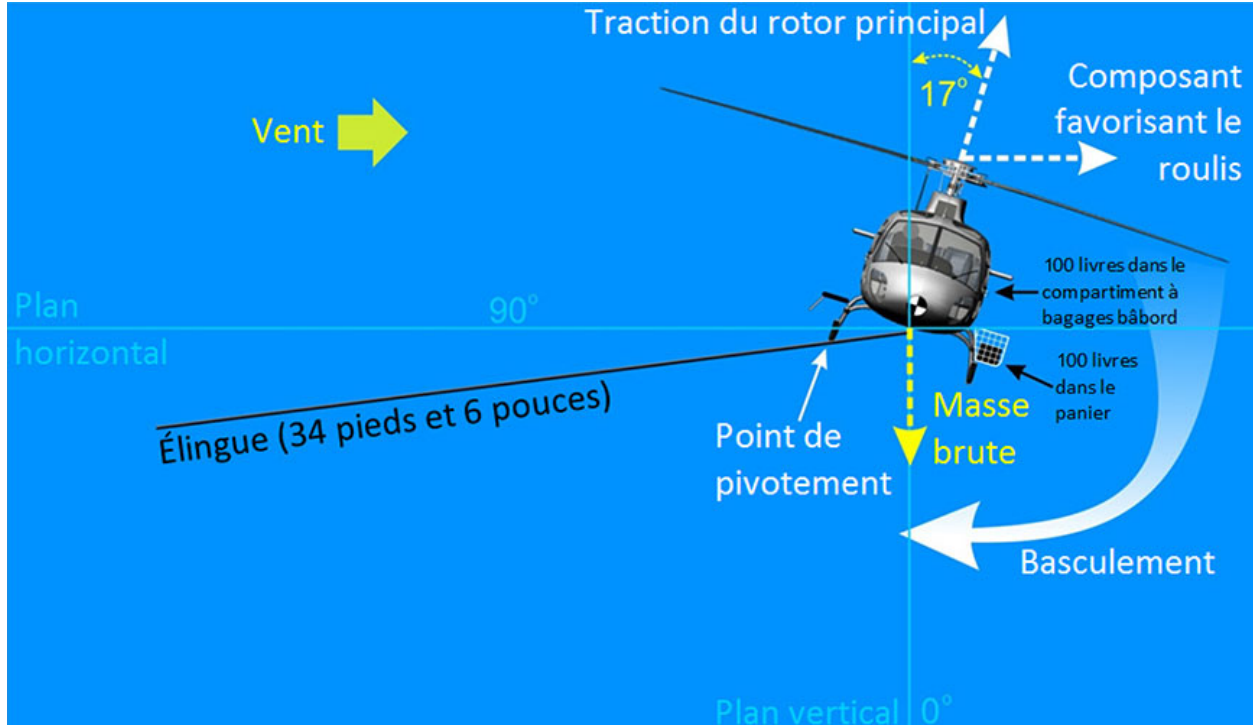 Traction du rotor principal
17°
Composant
favorisant le
roulis
Vent
100 livres dans le
compartiment à
bagages bâbord
Plan
horizontal
90°
100 livres
dans le
panier
Élingue (34 pieds et 6 pouces)
Masse
brute
Point de
pivotement
Basculement
Plan vertical
0°